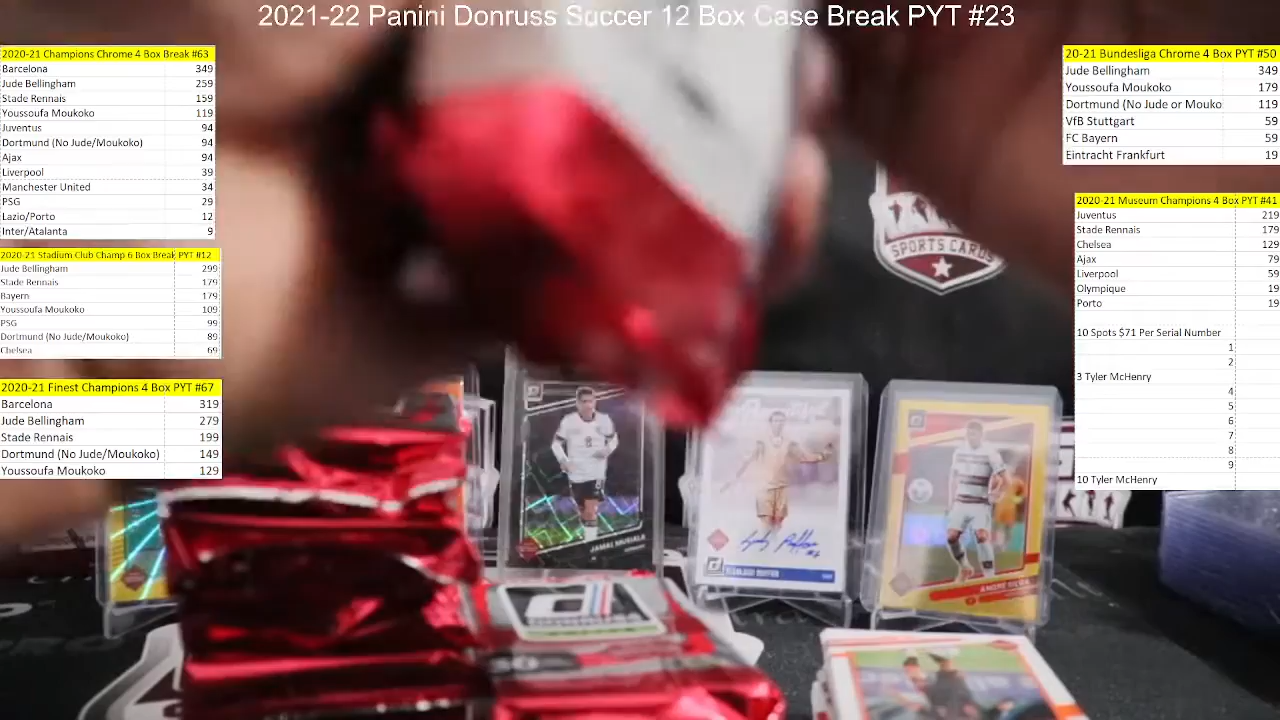 2021-22 Panini Donruss Soccer 12 Box Case Break PYT #23
2020-21 Champions Chrome 4 Box Break #63
Barcelona 349
Jude Bellingham 259
Stade Rennais 159
Youssoufa Moukoko 119
Juventus 94
Dortmund (No Jude/Moukoko) 94
Ajax 94
Liverpool 39
Manchester United 34
PSG 29
Lazio/Porto 12
Inter/Atalanta 9
2020-21 Stadium Club Champ 6 Box Break PYT #12
Jude Bellingham 299
Stade Rennais 179
Bayern 179
Youssoufa Moukoko 109
PSG 99
Dortmund (No Jude/Moukoko) 89
Chelsea 69
2020-21 Finest Champions 4 Box PYT #67
Barcelona 319
Jude Bellingham 279
Stade Rennais 199
Dortmund (No Jude/Moukoko) 149
Youssoufa Moukoko 129
20-21 Bundesliga Chrome 4 Box PYT #50
Jude Bellingham 349
Youssoufa Moukoko 179
Dortmund (No Jude or Mouko 119
VfB Stuttgart 59
FC Bayern 59
Eintracht Frankfurt 19
2020-21 Museum Champions 4 Box PYT #41
Juventus 219
Stade Rennais 179
Chelsea 129
Ajax 79
Liverpool 59
Olympique 19
Porto 19
10 Spots $71 Per Serial Number
1
2
3 Tyler McHenry
4
5
6
7
8
9
10 Tyler McHenry
SPORTS CARDS
JAMAL MUSIALA
ANDRE SILVA